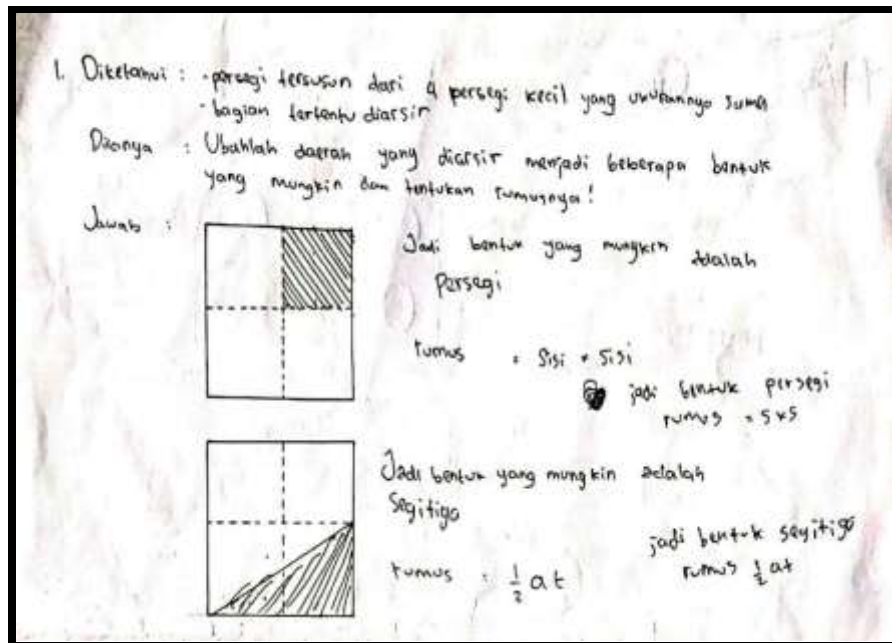 1. Diketahui : · persegi tersusun dari 4 persegi kecil yang ukurannya sama
· bagian tertentu diarsir
Ditanya : Ubahlah daerah yang diarsir menjadi beberapa bentuk
yang mungkin dan tentukan rumusnya!
Jawab :
Jadi bentuk yang mungkin adalah
Persegi
rumus = Sisi × Sisi
jadi bentuk persegi
rumus = s×s
Jadi bentuk yang mungkin adalah
Segitiga
rumus = 1/2 at
jadi bentuk segitiga
rumus 1/2 at